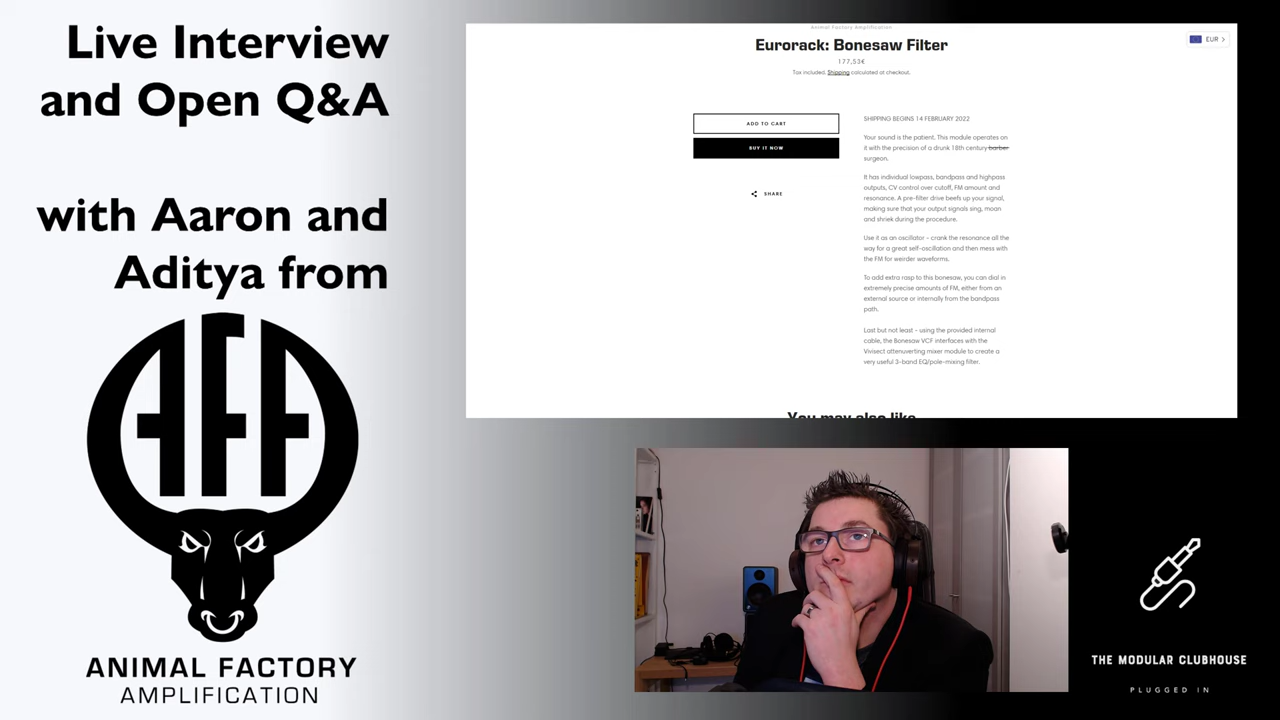 Live Interview
and Open Q&A
with Aaron and
Aditya from
AFA
ANIMAL FACTORY
AMPLIFICATION
Animal Factory Amplification
Eurorack: Bonesaw Filter
177,53€
Tax included. Shipping calculated at checkout.
EUR
ADD TO CART
BUY IT NOW
SHARE
SHIPPING BEGINS 14 FEBRUARY 2022
Your sound is the patient. This module operates on
it with the precision of a drunk 18th century barber
surgeon.
It has individual lowpass, bandpass and highpass
outputs, CV control over cutoff, FM amount and
resonance. A pre-filter drive beefs up your signal,
making sure that your output signals sing, moan
and shriek during the procedure.
Use it as an oscillator - crank the resonance all the
way for a great self-oscillation and then mess with
the FM for weirder waveforms.
To add extra rasp to this bonesaw, you can dial in
extremely precise amounts of FM, either from an
external source or internally from the bandpass
path.
Last but not least - using the provided internal
cable, the Bonesaw VCF interfaces with the
Vivisect attenuverting mixer module to create a
very useful 3-band EQ/pole-mixing filter.
You may also like
THE MODULAR CLUBHOUSE
PLUGGED IN